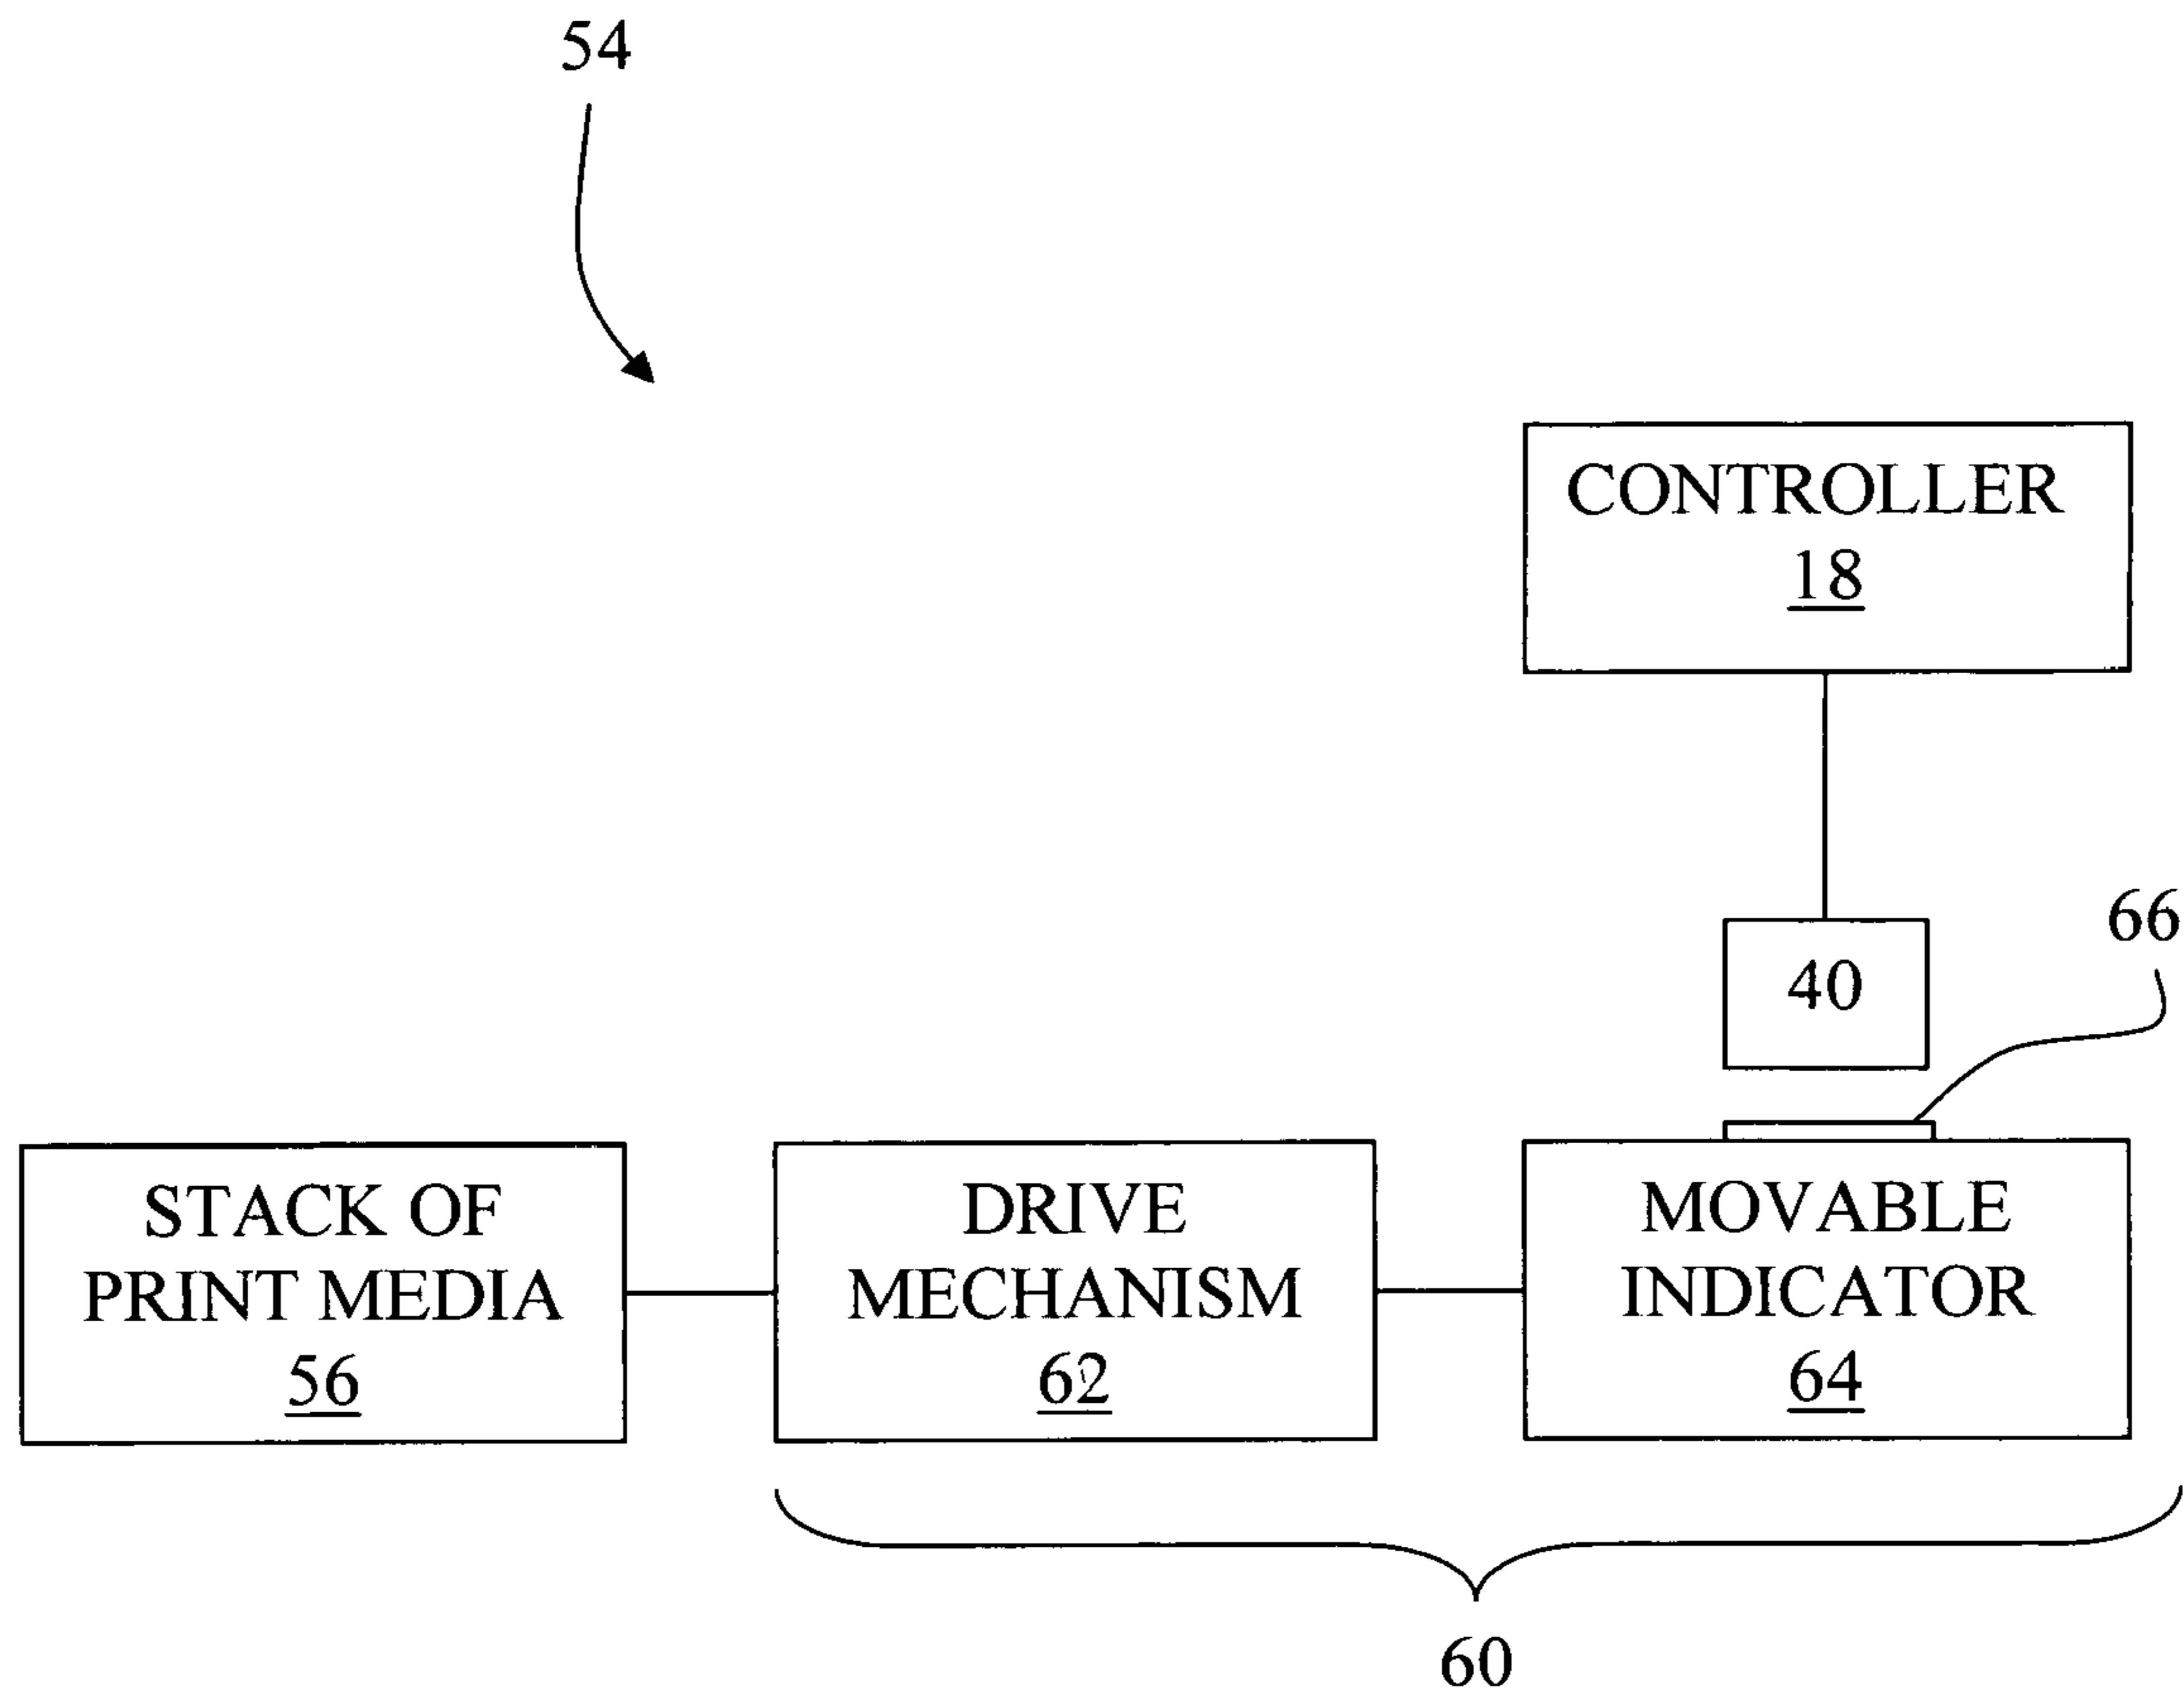 54
CONTROLLER
18
66
40
STACK OF
PRINT MEDIA
56
DRIVE
MECHANISM
62
MOVABLE
INDICATOR
64
60